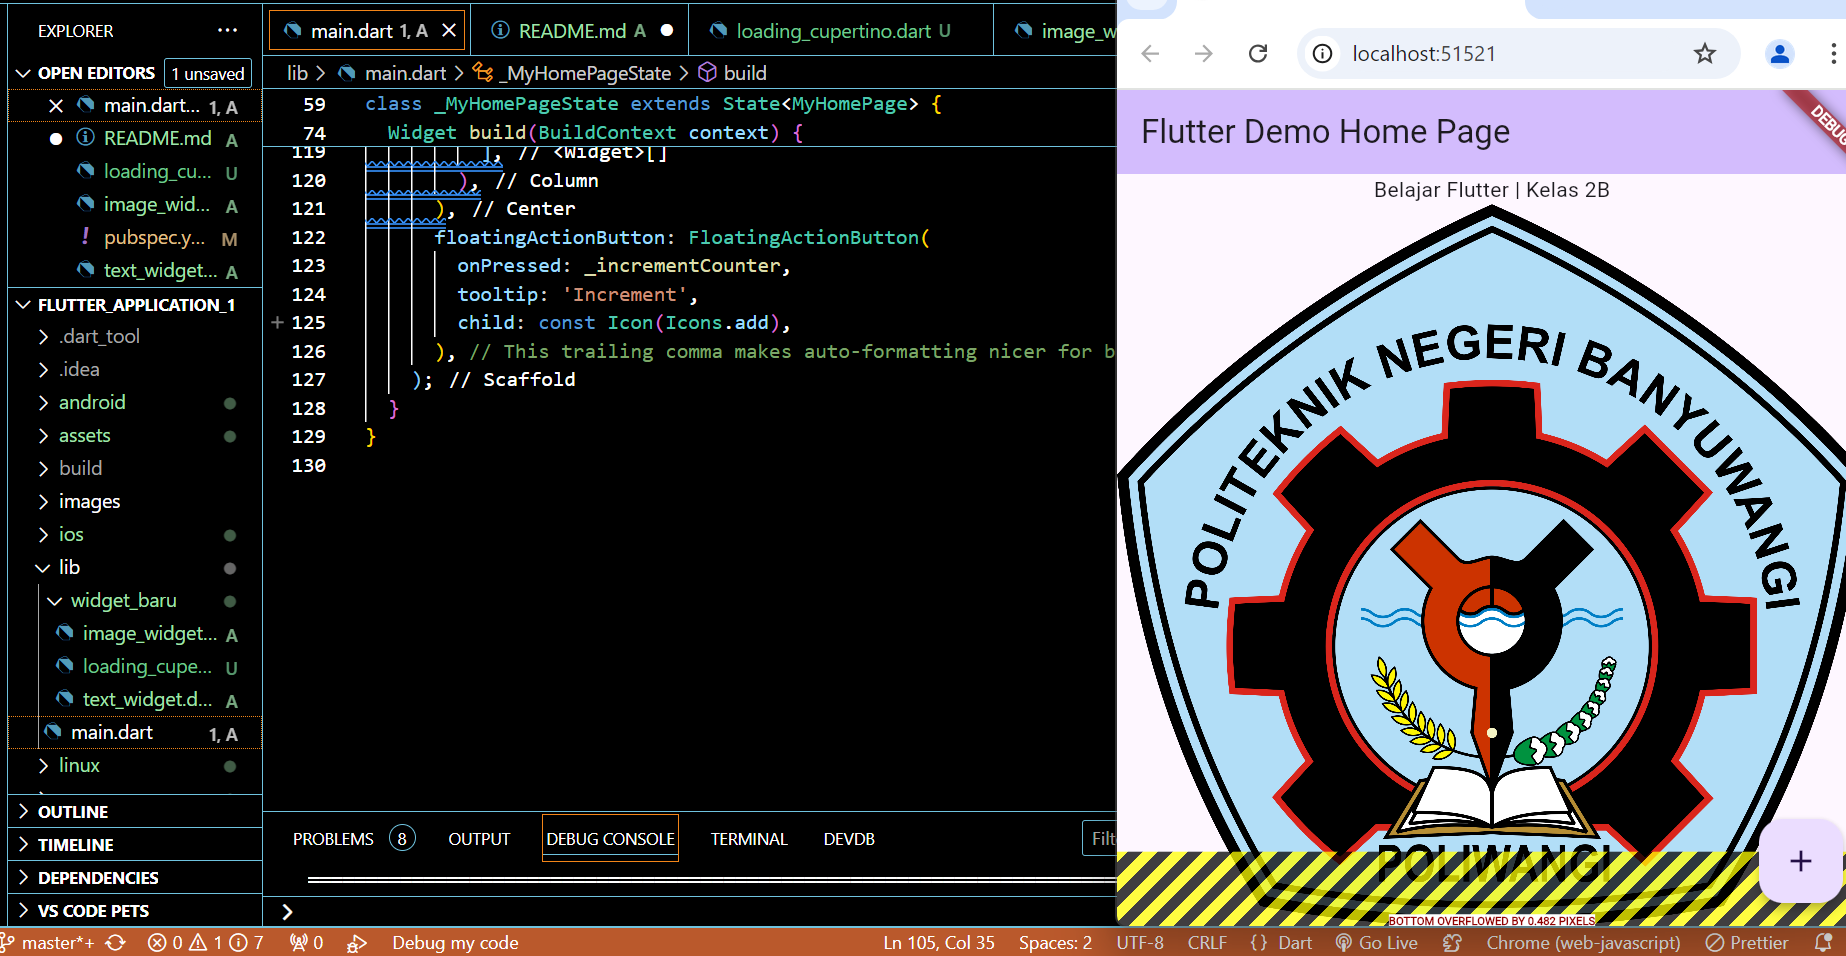 EXPLORER
OPEN EDITORS 1 unsaved
main.dart... 1, A
README.md A
loading_cu... U
image_wid... A
! pubspec.y... M
text_widget... A
FLUTTER_APPLICATION_1
.dart_tool
.idea
android
assets
build
images
ios
lib
widget_baru
image_widget... A
loading_cupe... U
text_widget.d... A
main.dart 1, A
linux
OUTLINE
TIMELINE
DEPENDENCIES
VS CODE PETS
main.dart 1, A
README.md A
loading_cupertino.dart U
image_w
lib > main.dart > _MyHomePageState > build
59 class _MyHomePageState extends State<MyHomePage> {
74 Widget build(BuildContext context) {
119 ], // <Widget>[]
120 ), // Column
121 ), // Center
122 floatingActionButton: FloatingActionButton(
123 onPressed: _incrementCounter,
124 tooltip: 'Increment',
125 child: const Icon(Icons.add),
126 ), // This trailing comma makes auto-formatting nicer for b
127 ); // Scaffold
128 }
129 }
130
PROBLEMS 8 OUTPUT DEBUG CONSOLE TERMINAL DEVDB Filt
localhost:51521
Flutter Demo Home Page
DEBUG
Belajar Flutter | Kelas 2B
POLITEKNIK NEGERI BANYUWANGI
POLIWANGI
BOTTOM OVERFLOWED BY 0.482 PIXELS
master*+ 0 1 7 0 Debug my code Ln 105, Col 35 Spaces: 2 UTF-8 CRLF {} Dart Go Live Chrome (web-javascript) Prettier